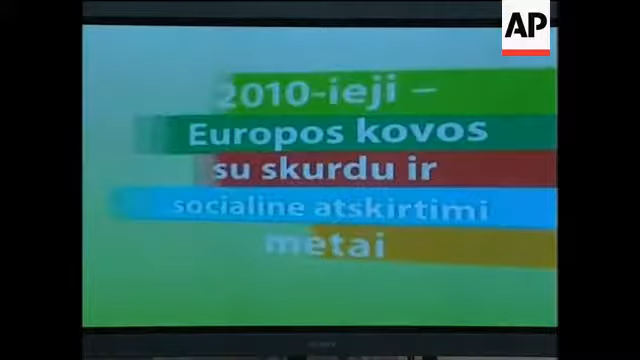 AP
2010-ieji –
Europos kovos
su skurdu ir
socialine atskirtimi
metai